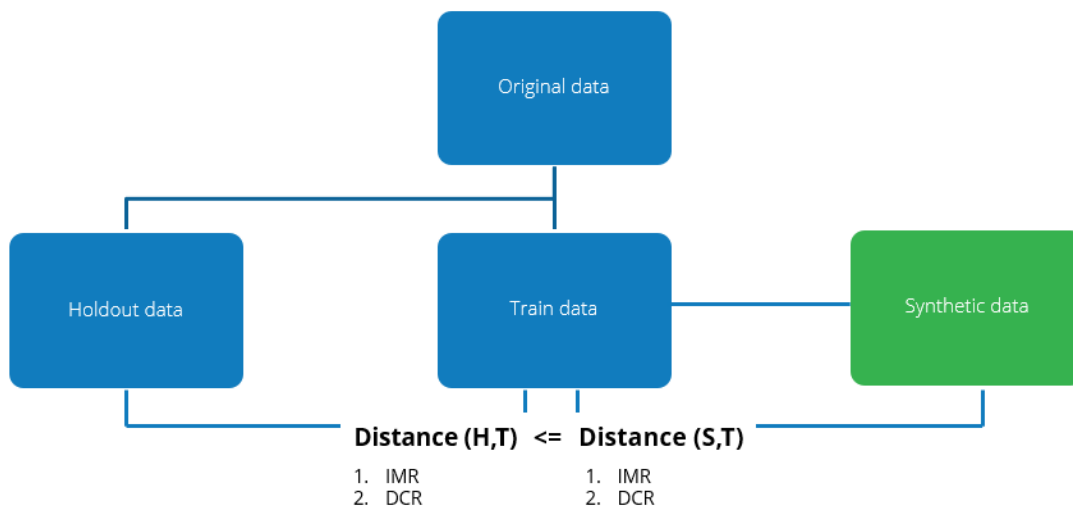 Original data
Holdout data
Train data
Synthetic data
Distance (H,T) <= Distance (S,T)
1. IMR 1. IMR
2. DCR 2. DCR